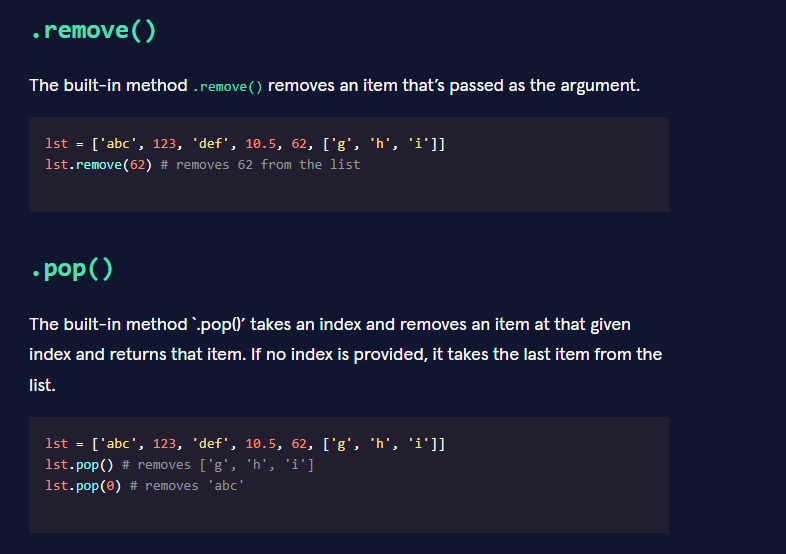 .remove()
The built-in method .remove() removes an item that's passed as the argument.
lst = ['abc', 123, 'def', 10.5, 62, ['g', 'h', 'i']]
lst.remove(62) # removes 62 from the list
.pop()
The built-in method `.pop()’ takes an index and removes an item at that given
index and returns that item. If no index is provided, it takes the last item from the
list.
lst = ['abc', 123, 'def', 10.5, 62, ['g', 'h', 'i']]
lst.pop() # removes ['g', 'h', 'i']
lst.pop(0) # removes 'abc'